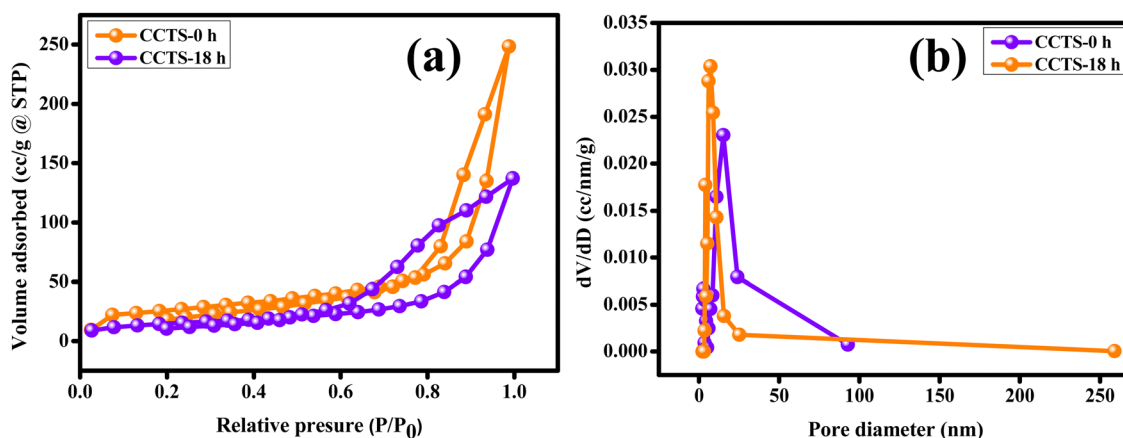 (a)
CCTS-0 h
CCTS-18 h
250
200
150
100
50
0
Volume adsorbed (cc/g @ STP)
0.0 0.2 0.4 0.6 0.8 1.0
Relative presure (P/P0)
(b)
CCTS-0 h
CCTS-18 h
0.035
0.030
0.025
0.020
0.015
0.010
0.005
0.000
dV/dD (cc/nm/g)
0 50 100 150 200 250
Pore diameter (nm)